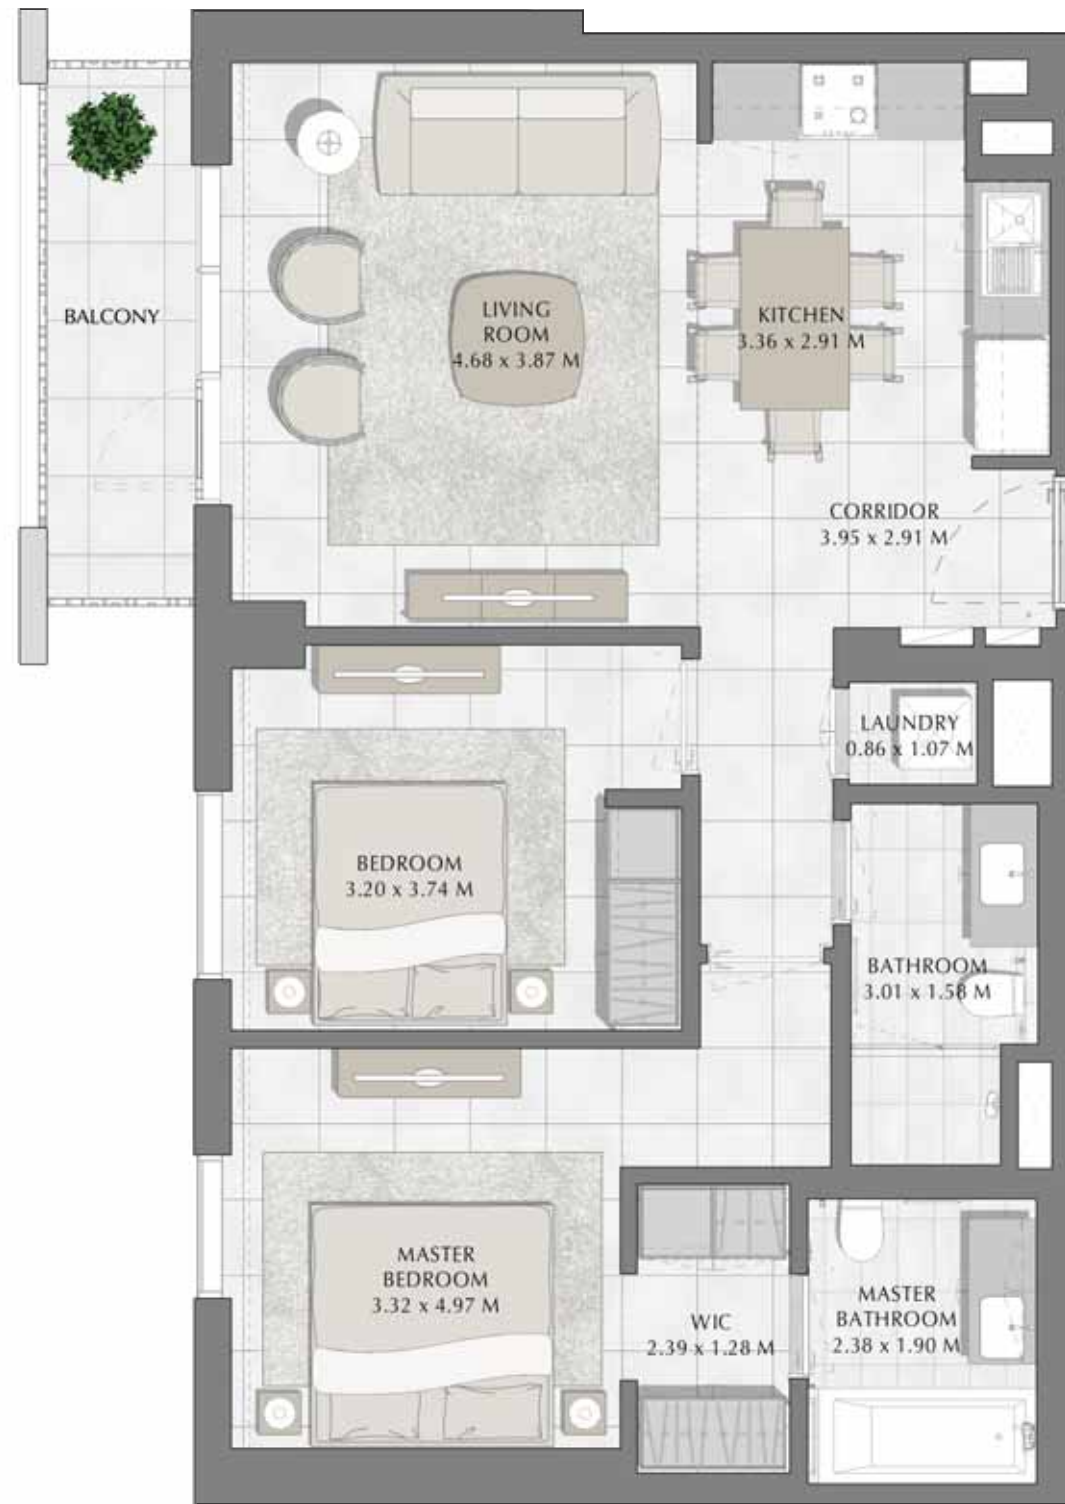 BALCONY
LIVING
ROOM
4.68 x 3.87 M
KITCHEN
3.36 x 2.91 M
CORRIDOR
3.95 x 2.91 M
LAUNDRY
0.86 x 1.07 M
BEDROOM
3.20 x 3.74 M
BATHROOM
3.01 x 1.58 M
MASTER
BEDROOM
3.32 x 4.97 M
WIC
2.39 x 1.28 M
MASTER
BATHROOM
2.38 x 1.90 M